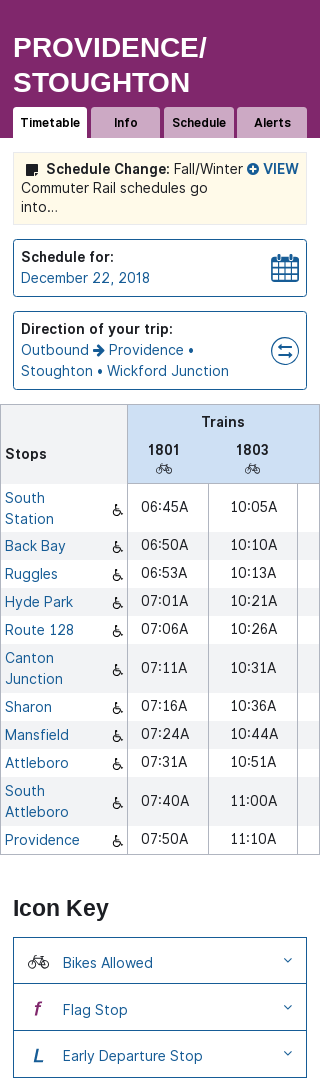 PROVIDENCE/
STOUGHTON
Timetable Info Schedule Alerts
Schedule Change: Fall/Winter VIEW
Commuter Rail schedules go
into...
Schedule for:
December 22, 2018
Direction of your trip:
Outbound → Providence •
Stoughton • Wickford Junction
Trains
Stops 1801 1803
South Station 06:45A 10:05A
Back Bay 06:50A 10:10A
Ruggles 06:53A 10:13A
Hyde Park 07:01A 10:21A
Route 128 07:06A 10:26A
Canton Junction 07:11A 10:31A
Sharon 07:16A 10:36A
Mansfield 07:24A 10:44A
Attleboro 07:31A 10:51A
South Attleboro 07:40A 11:00A
Providence 07:50A 11:10A
Icon Key
Bikes Allowed
f Flag Stop
L Early Departure Stop